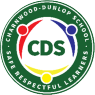 CHARNWOOD-DUNLOP SCHOOL
CDS
SAFE RESPECTFUL LEARNERS